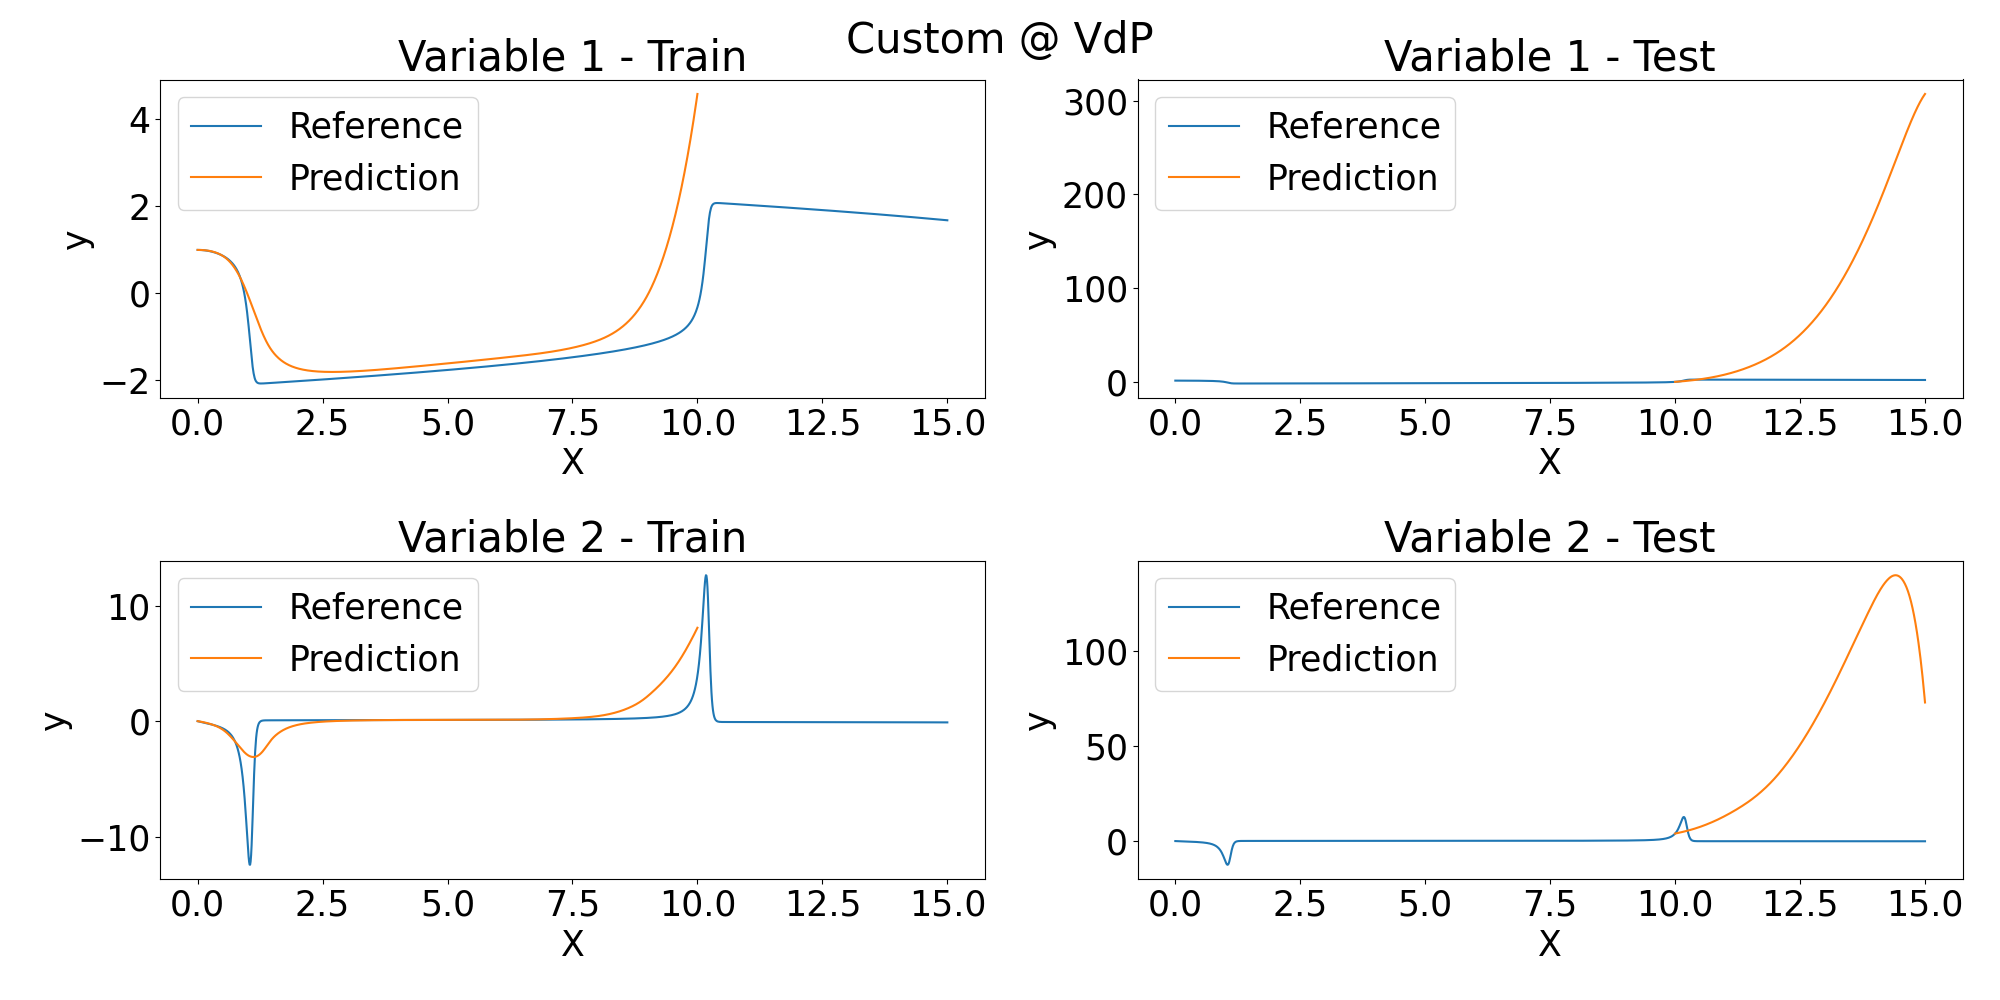 Custom @ VdP
Variable 1 - Train
Reference
Prediction
y
4
2
0
−2
0.0 2.5 5.0 7.5 10.0 12.5 15.0
X
Variable 1 - Test
Reference
Prediction
y
300
200
100
0
0.0 2.5 5.0 7.5 10.0 12.5 15.0
X
Variable 2 - Train
Reference
Prediction
y
10
0
−10
0.0 2.5 5.0 7.5 10.0 12.5 15.0
X
Variable 2 - Test
Reference
Prediction
y
100
50
0
0.0 2.5 5.0 7.5 10.0 12.5 15.0
X